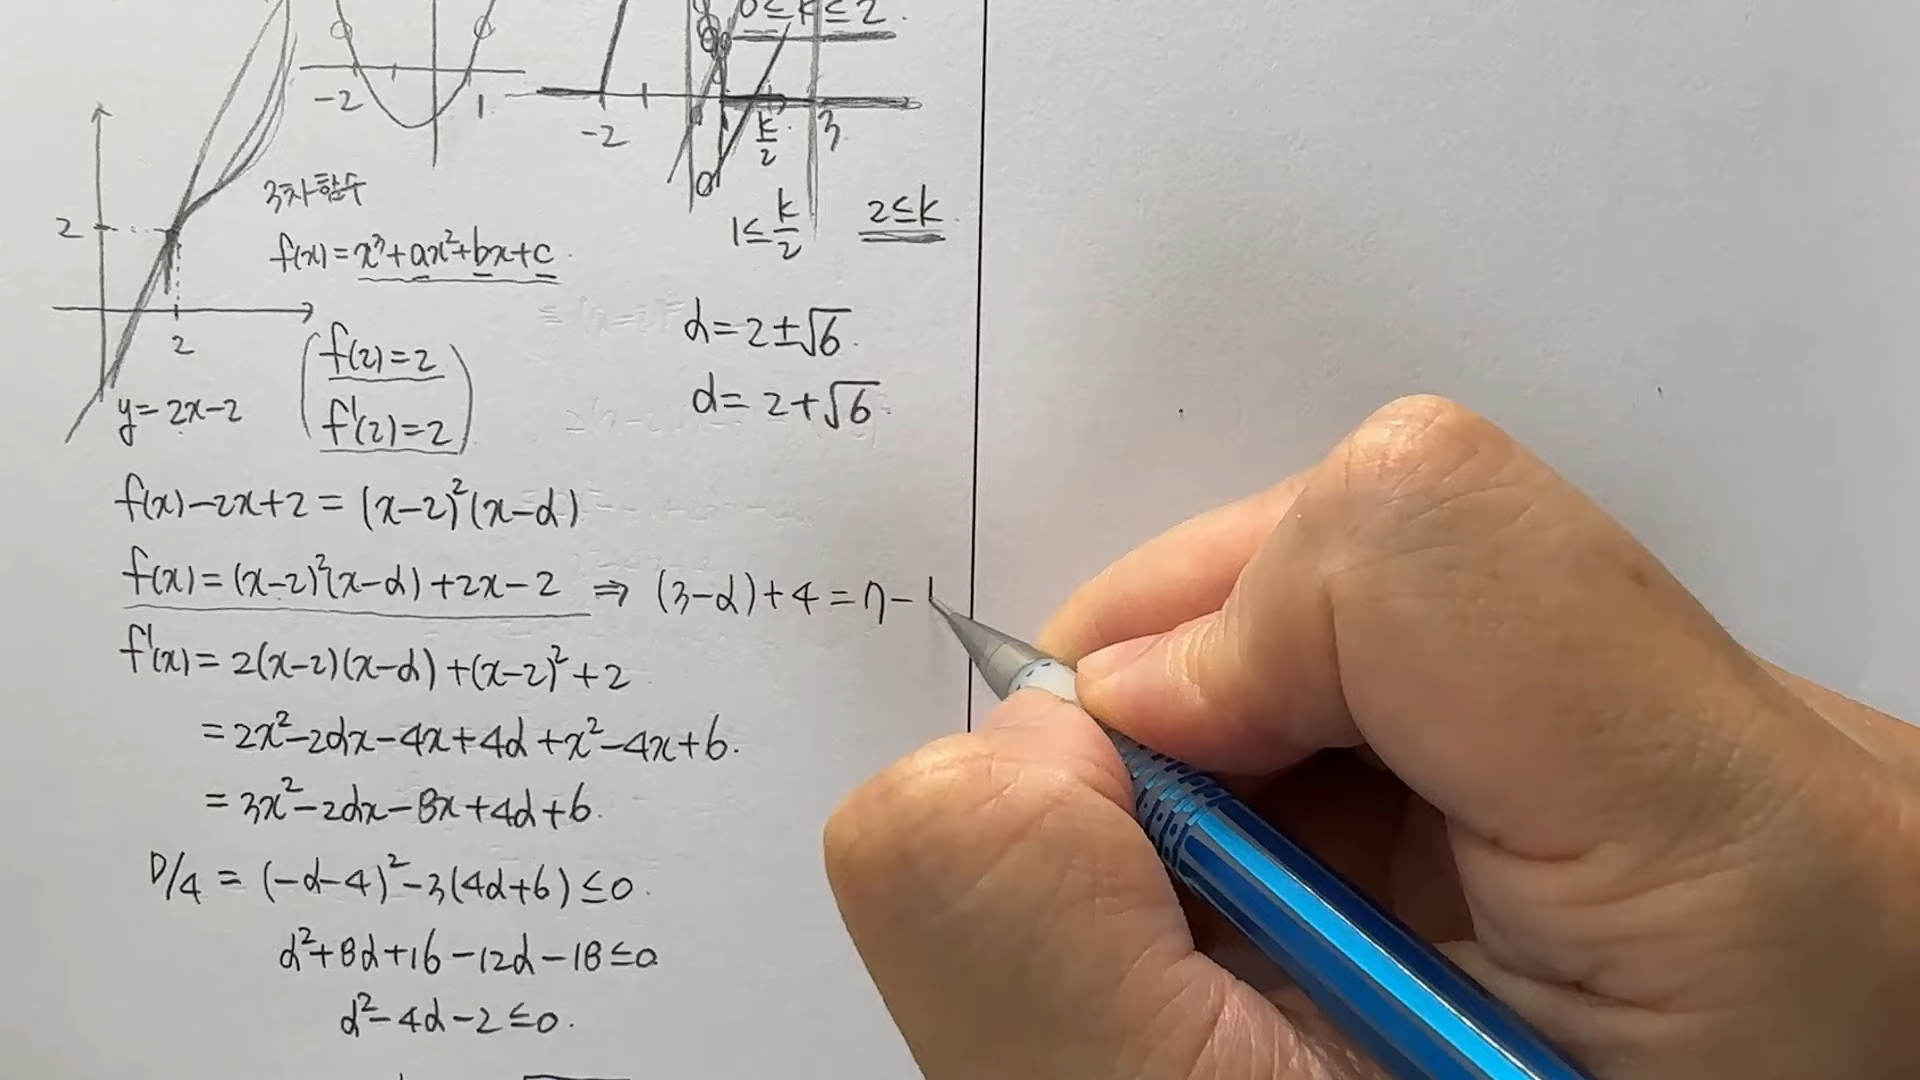 0≤k≤2.
-2 1
-2 k/2 3
3차함수
2
1≤k/2 2≤k
f(x)=x³+ax²+bx+c
2
y=2x-2
f(2)=2
f'(2)=2
α=2±√6.
α=2+√6.
f(x)-2x+2=(x-2)²(x-α)
f(x)=(x-2)²(x-α)+2x-2 ⇒ (3-α)+4=7-
f'(x)=2(x-2)(x-α)+(x-2)²+2
=2x²-2αx-4x+4α+x²-4x+6.
=3x²-2αx-8x+4α+6.
D/4=(-α-4)²-3(4α+6)≤0.
α²+8α+16-12α-18≤0
α²-4α-2≤0.